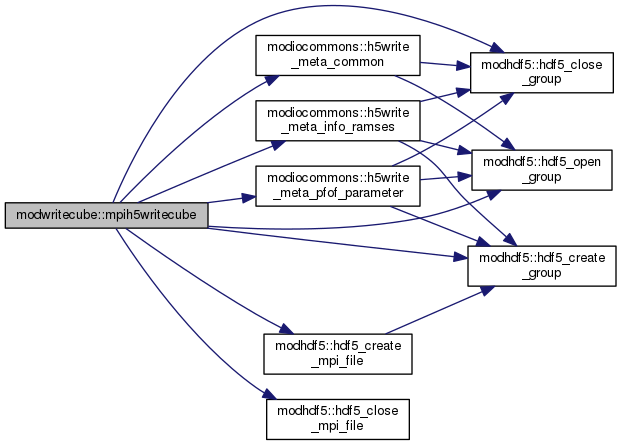 modiocommons::h5write
_meta_common
modhdf5::hdf5_close
_group
modiocommons::h5write
_meta_info_ramses
modhdf5::hdf5_open
_group
modiocommons::h5write
_meta_pfof_parameter
modwritecube::mpih5writecube
modhdf5::hdf5_create
_group
modhdf5::hdf5_create
_mpi_file
modhdf5::hdf5_close
_mpi_file